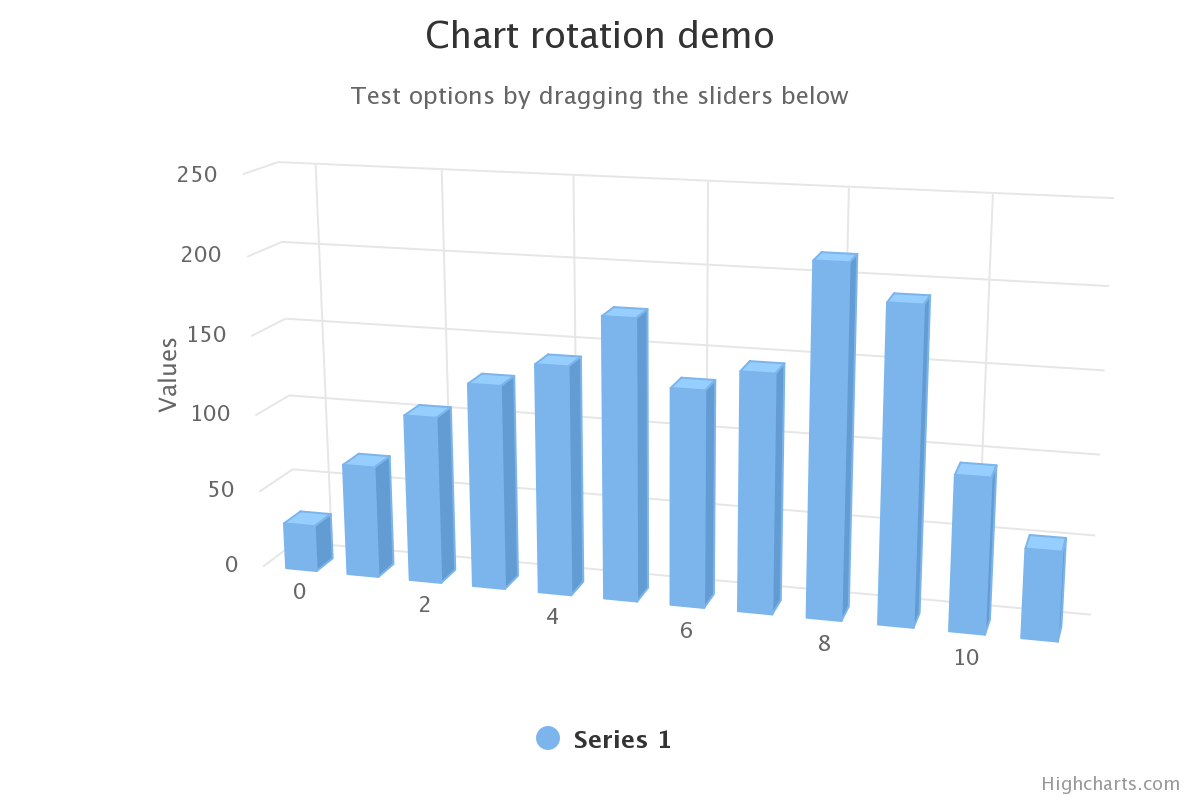 Chart rotation demo
Test options by dragging the sliders below
Values
250
200
150
100
50
0
0
2
4
6
8
10
Series 1
Highcharts.com